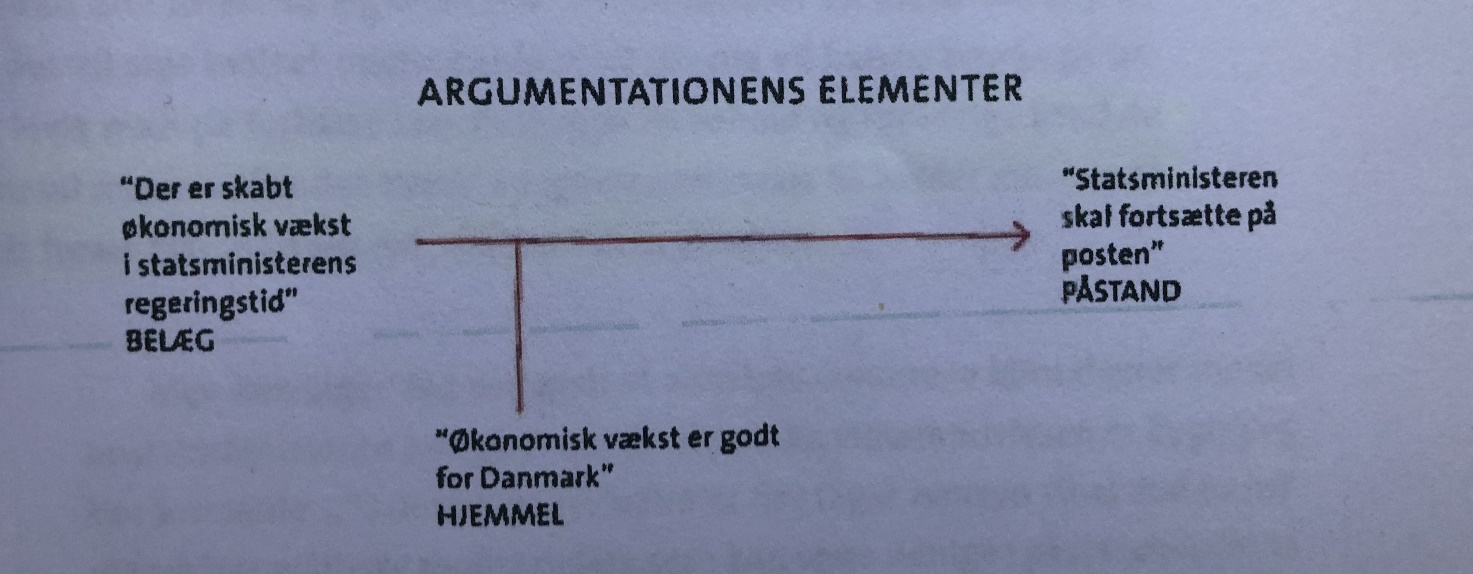 ARGUMENTATIONENS ELEMENTER
"Der er skabt
økonomisk vækst
i statsministerens
regeringstid"
BELÆG
"Statsministeren
skal fortsætte på
posten"
PÅSTAND
"Økonomisk vækst er godt
for Danmark"
HJEMMEL